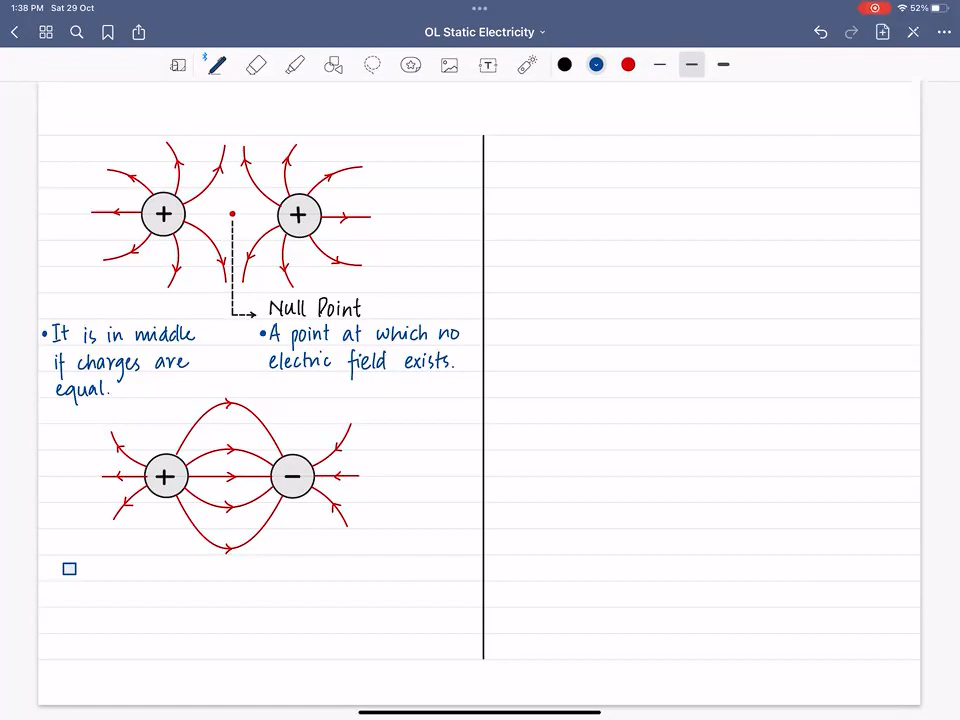 1:38 PM Sat 29 Oct
52%
OL Static Electricity
T
+ +
Null Point
•It is in middle
if charges are
equal.
•A point at which no
electric field exists.
+ −